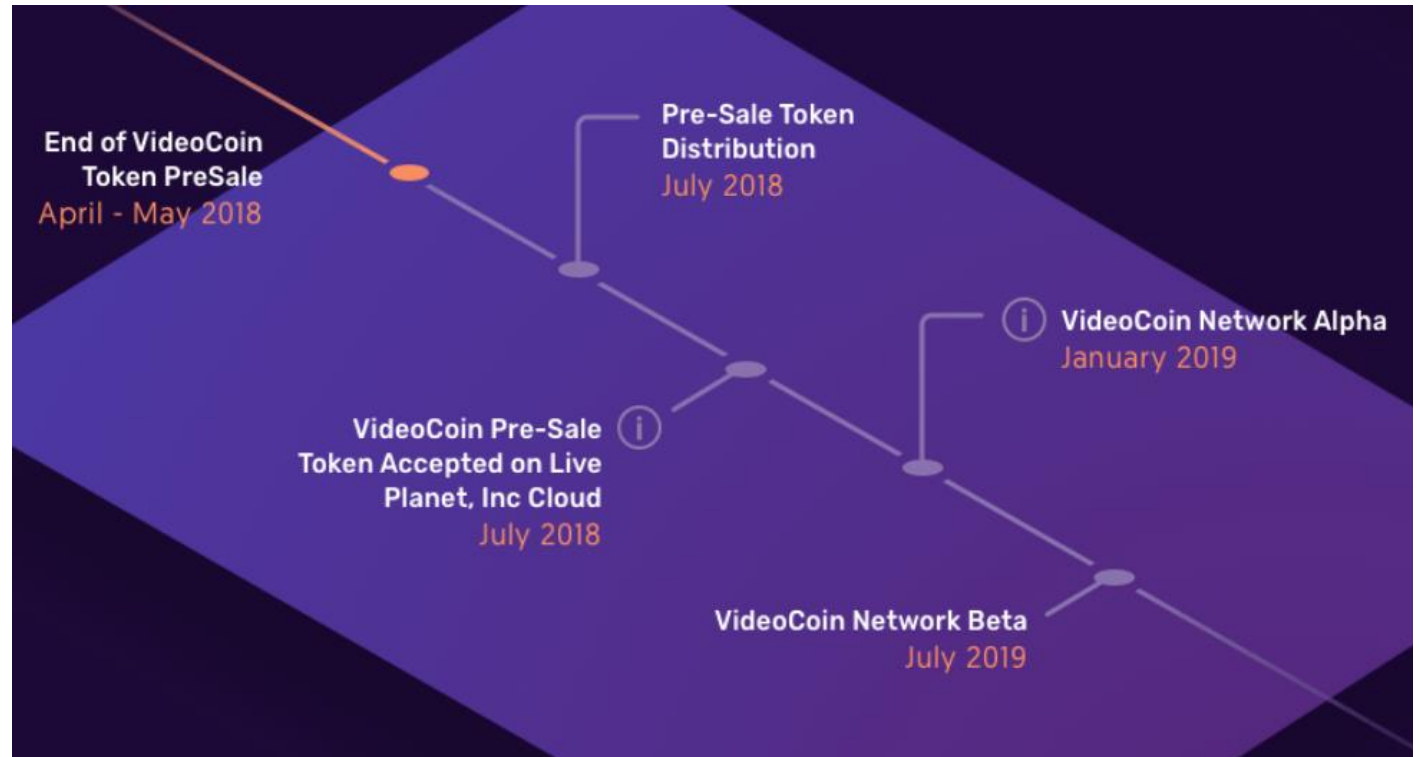 End of VideoCoin
Token PreSale
April - May 2018
Pre-Sale Token
Distribution
July 2018
VideoCoin Pre-Sale
Token Accepted on Live
Planet, Inc Cloud
July 2018
i
VideoCoin Network Alpha
January 2019
i
VideoCoin Network Beta
July 2019